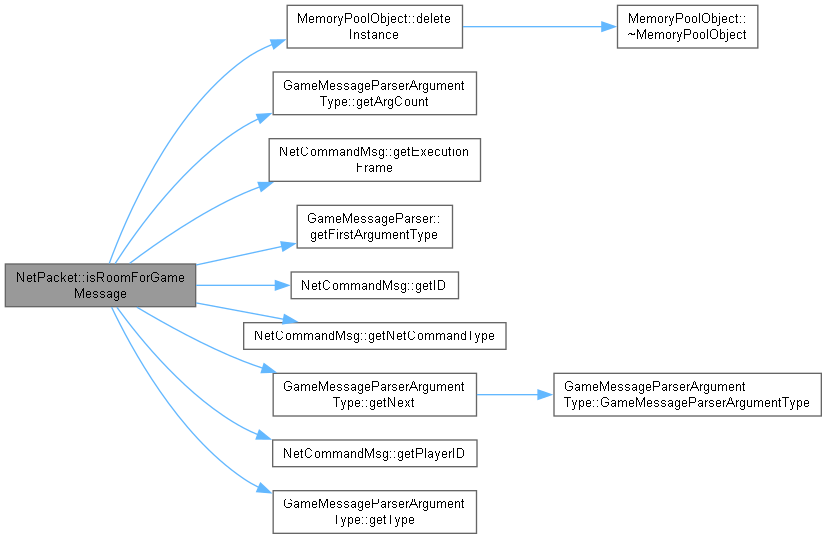 MemoryPoolObject::delete
Instance
MemoryPoolObject::
~MemoryPoolObject
GameMessageParserArgument
Type::getArgCount
NetCommandMsg::getExecution
Frame
GameMessageParser::
getFirstArgumentType
NetPacket::isRoomForGame
Message
NetCommandMsg::getID
NetCommandMsg::getNetCommandType
GameMessageParserArgument
Type::getNext
GameMessageParserArgument
Type::GameMessageParserArgumentType
NetCommandMsg::getPlayerID
GameMessageParserArgument
Type::getType